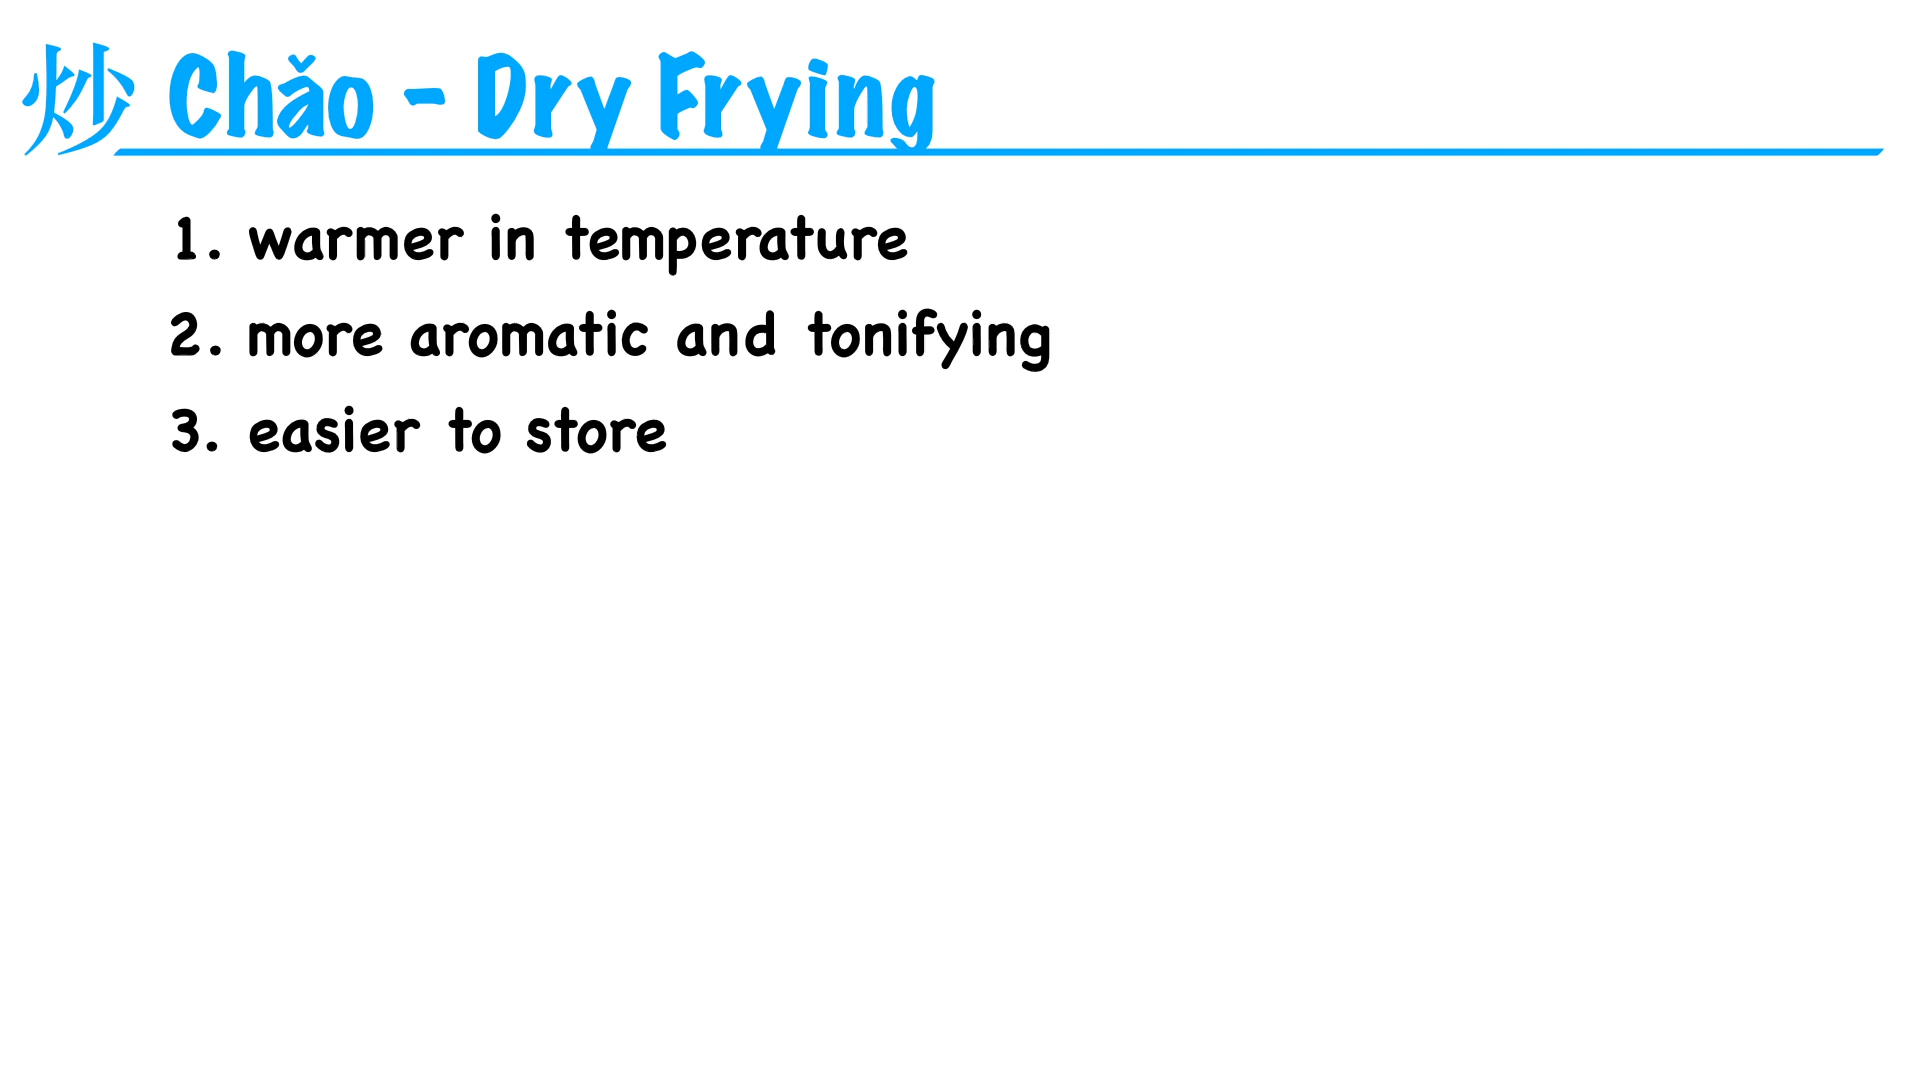 炒 Chǎo - Dry Frying
1. warmer in temperature
2. more aromatic and tonifying
3. easier to store